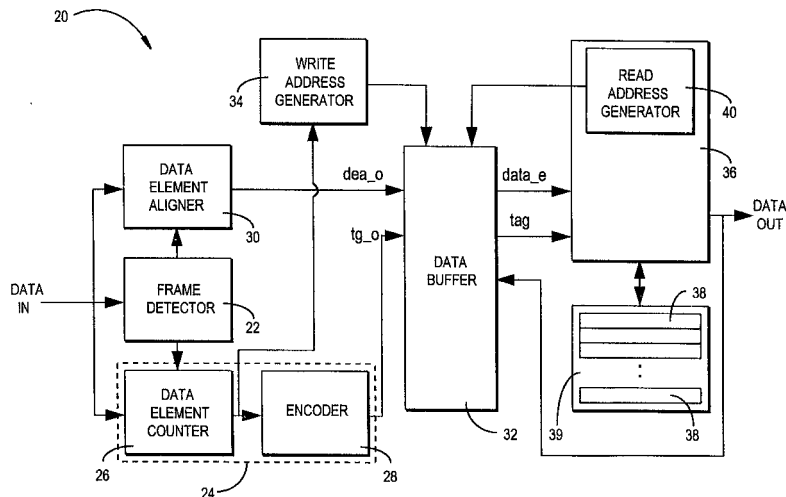 20
WRITE
ADDRESS
GENERATOR
34
READ
ADDRESS
GENERATOR
40
36
DATA
ELEMENT
ALIGNER
30
dea_o
data_e
tag
tg_o
DATA
BUFFER
32
DATA
OUT
DATA
IN
FRAME
DETECTOR
22
DATA
ELEMENT
COUNTER
26
ENCODER
28
24
38
39
38